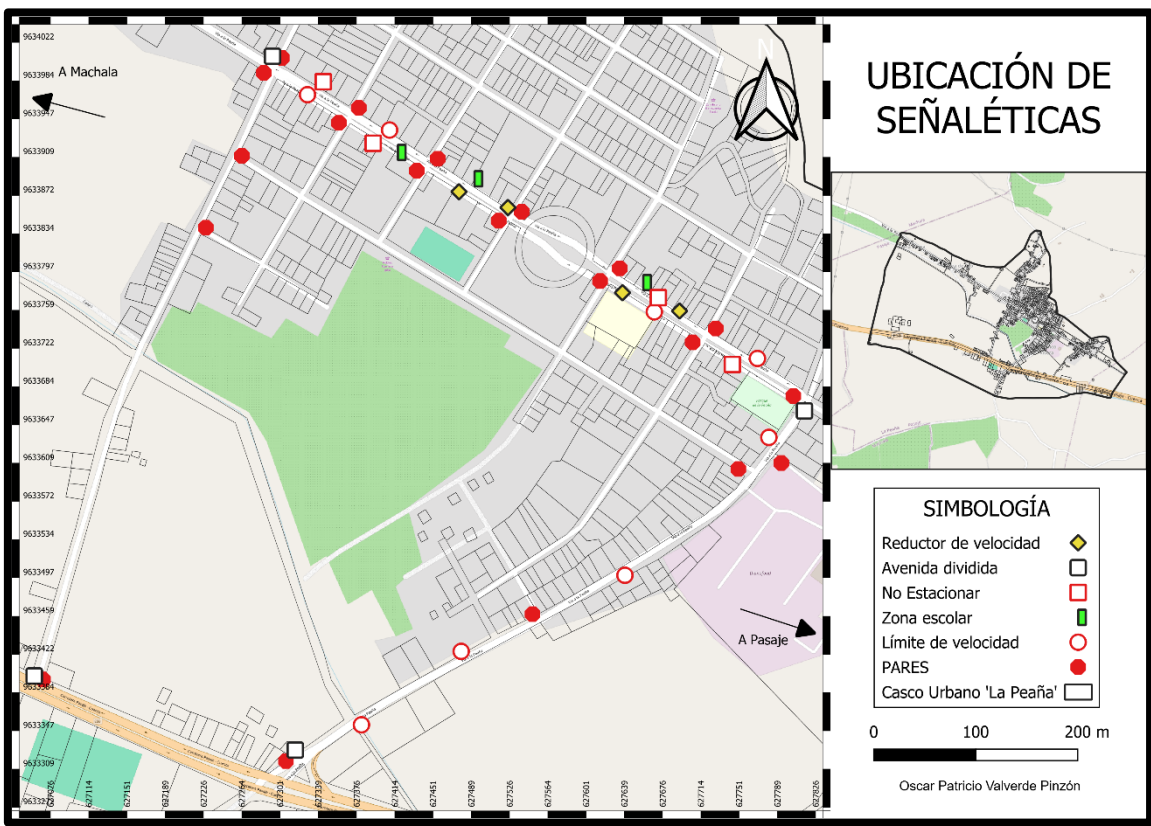 UBICACIÓN DE
SEÑALÉTICAS
N
A Machala
A Pasaje
9634022
9633984
9633947
9633909
9633872
9633834
9633797
9633759
9633722
9633684
9633647
9633609
9633572
9633534
9633497
9633459
9633422
9633384
9633347
9633309
627026
627114
627151
627189
627226
627264
627301
627339
627376
627414
627451
627489
627526
627564
627601
627639
627676
627714
627751
627789
627826
SIMBOLOGÍA
Reductor de velocidad
Avenida dividida
No Estacionar
Zona escolar
Límite de velocidad
PARES
Casco Urbano 'La Peaña'
0 100 200 m
Oscar Patricio Valverde Pinzón